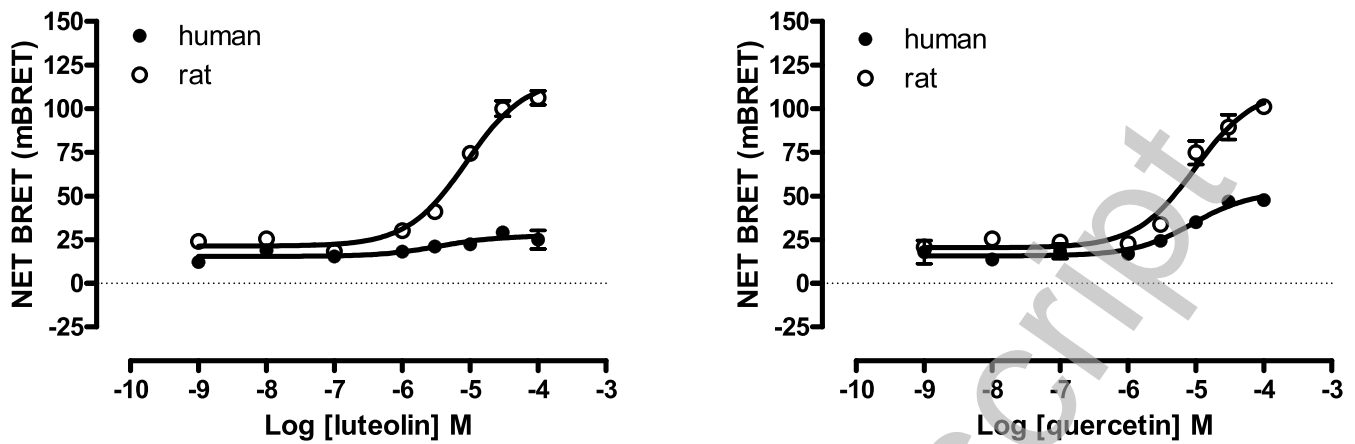 150
125
100
75
50
25
0
-25
NET BRET (mBRET)
human
rat
-10 -9 -8 -7 -6 -5 -4 -3
Log [luteolin] M
150
125
100
75
50
25
0
-25
NET BRET (mBRET)
human
rat
-10 -9 -8 -7 -6 -5 -4 -3
Log [quercetin] M
cript